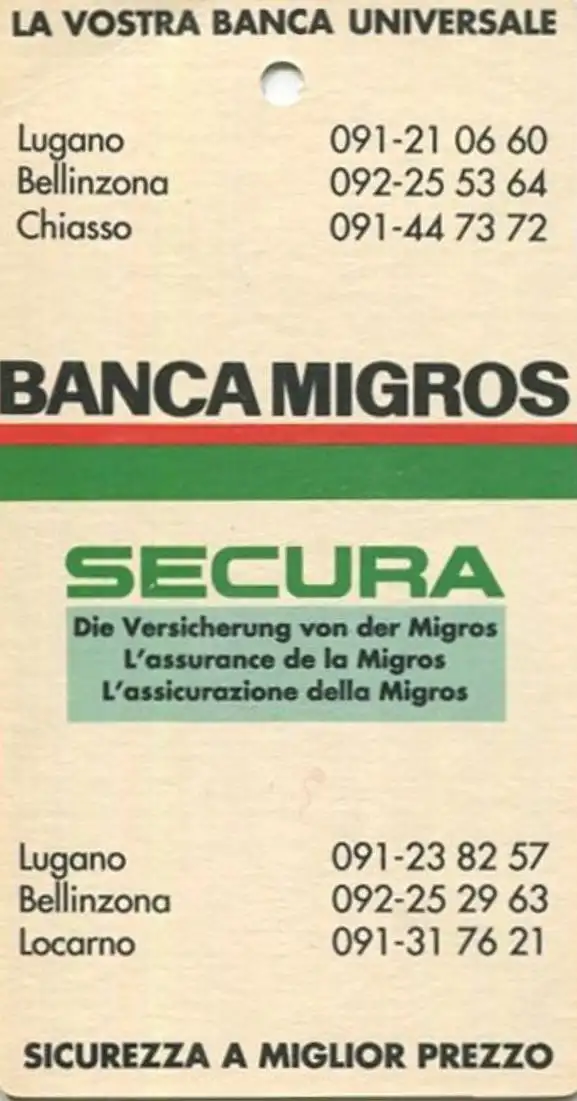 LA VOSTRA BANCA UNIVERSALE
Lugano 091-21 06 60
Bellinzona 092-25 53 64
Chiasso 091-44 73 72
BANCA MIGROS
SECURA
Die Versicherung von der Migros
L'assurance de la Migros
L'assicurazione della Migros
Lugano 091-23 82 57
Bellinzona 092-25 29 63
Locarno 091-31 76 21
SICUREZZA A MIGLIOR PREZZO